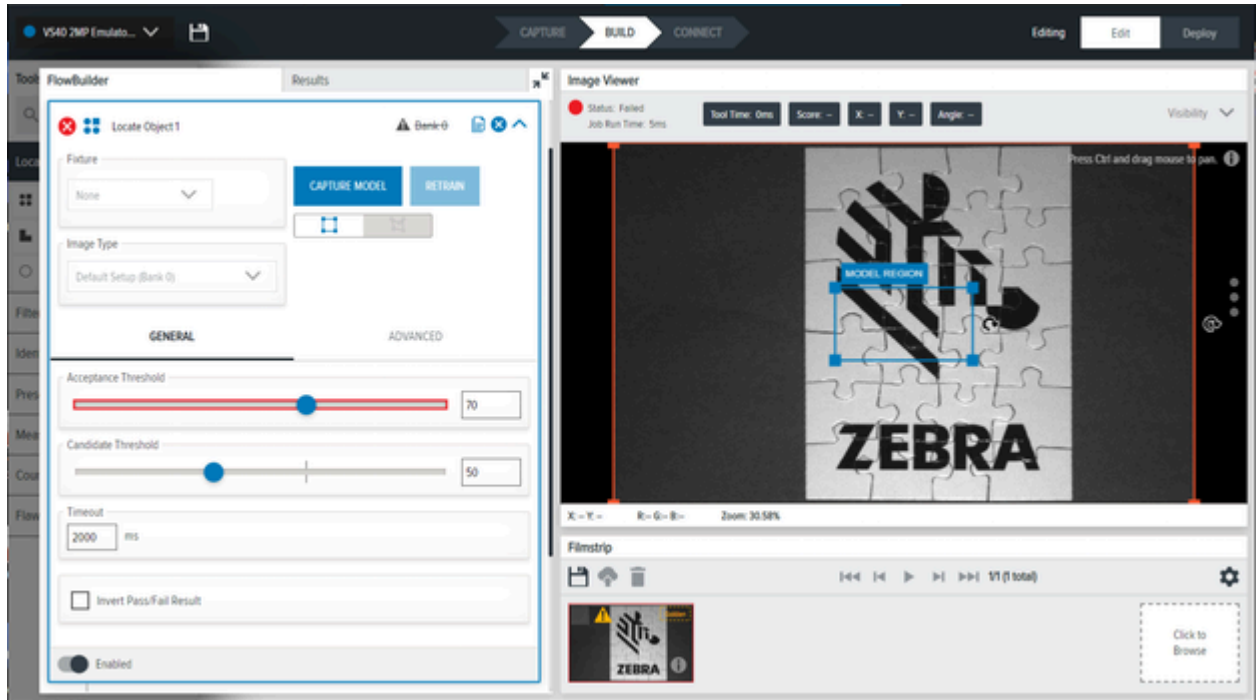 VS40 2MP Emulato...
CAPTURE
BUILD
CONNECT
Editing
Edit
Deploy
FlowBuilder
Results
Locate Object 1
Bank 0
Fixture
None
CAPTURE MODEL
RETRAIN
Image Type
Default Setup (Bank 0)
GENERAL
ADVANCED
Acceptance Threshold
70
Candidate Threshold
50
Timeout
2000 ms
Invert Pass/Fail Result
Enabled
Image Viewer
Status: Failed
Job Run Time: 5ms
Tool Time: 0ms
Score: –
X: –
Y: –
Angle: –
Visibility
Press Ctrl and drag mouse to pan.
MODEL REGION
ZEBRA
X: – Y: –
R:– G:– B:–
Zoom: 30.58%
Filmstrip
1/1 (1 total)
ZEBRA
Click to
Browse